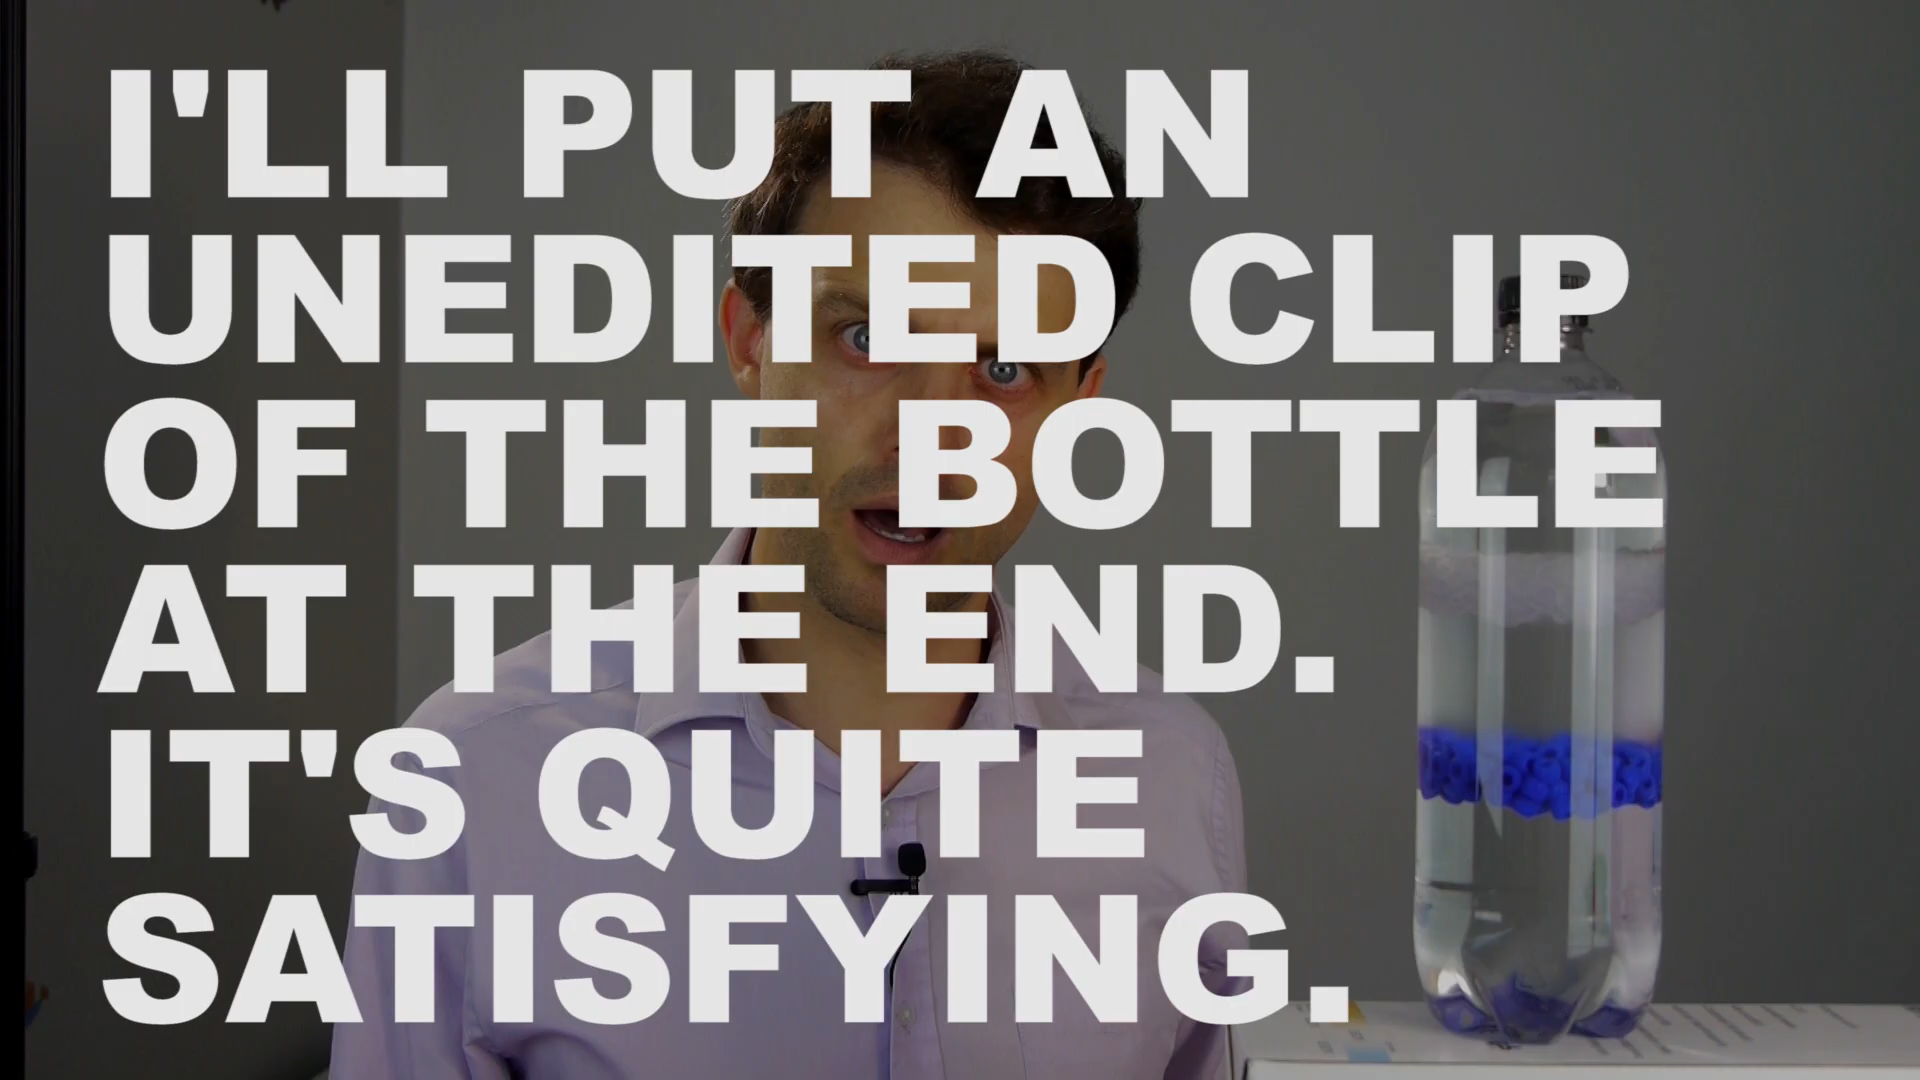 I'LL PUT AN
UNEDITED CLIP
OF THE BOTTLE
AT THE END.
IT'S QUITE
SATISFYING.